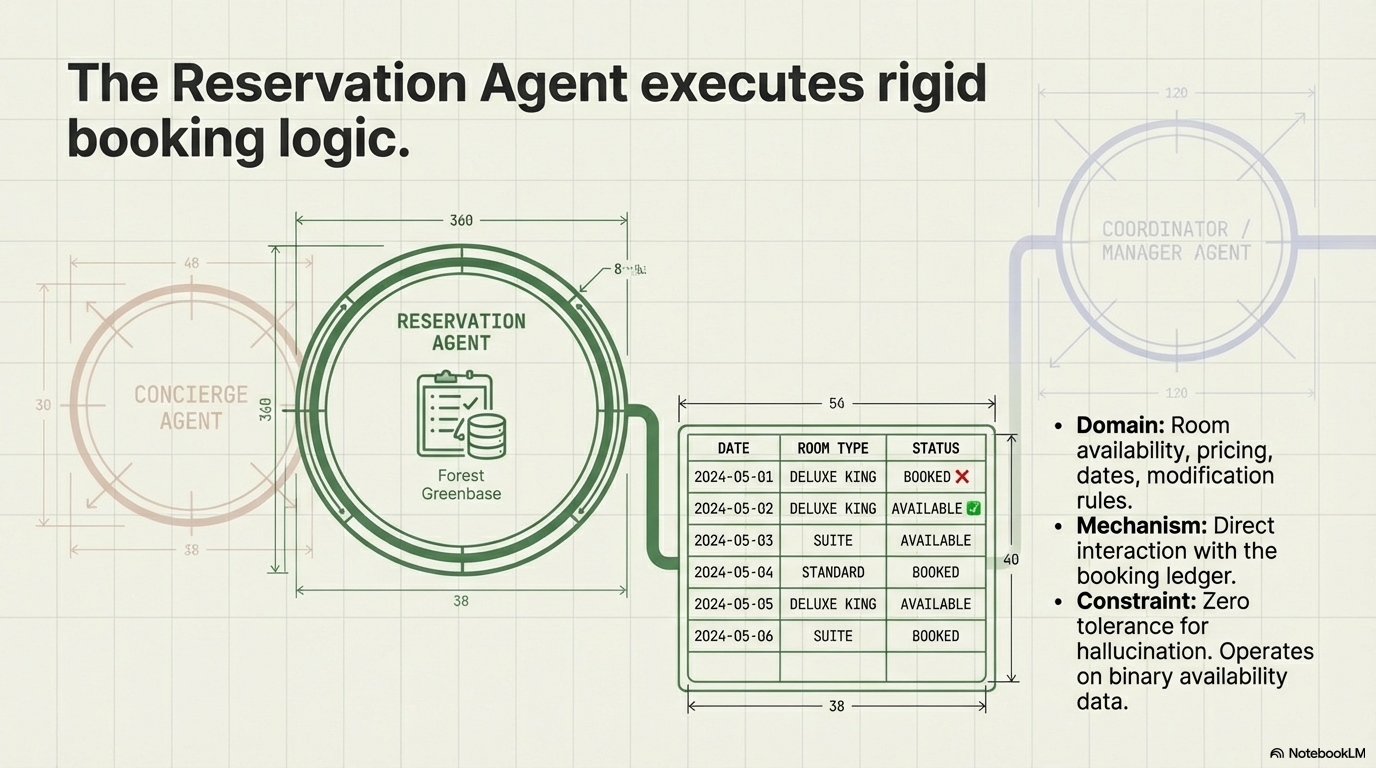 The Reservation Agent executes rigid
booking logic.
48
30
CONCIERGE
AGENT
38
360
360
8
RESERVATION
AGENT
Forest
Greenbase
38
56
DATE ROOM TYPE STATUS
2024-05-01 DELUXE KING BOOKED ❌
2024-05-02 DELUXE KING AVAILABLE ✅
2024-05-03 SUITE AVAILABLE
2024-05-04 STANDARD BOOKED
2024-05-05 DELUXE KING AVAILABLE
2024-05-06 SUITE BOOKED
40
38
120
COORDINATOR /
MANAGER AGENT
120
• Domain: Room
availability, pricing,
dates, modification
rules.
• Mechanism: Direct
interaction with the
booking ledger.
• Constraint: Zero
tolerance for
hallucination. Operates
on binary availability
data.
NotebookLM